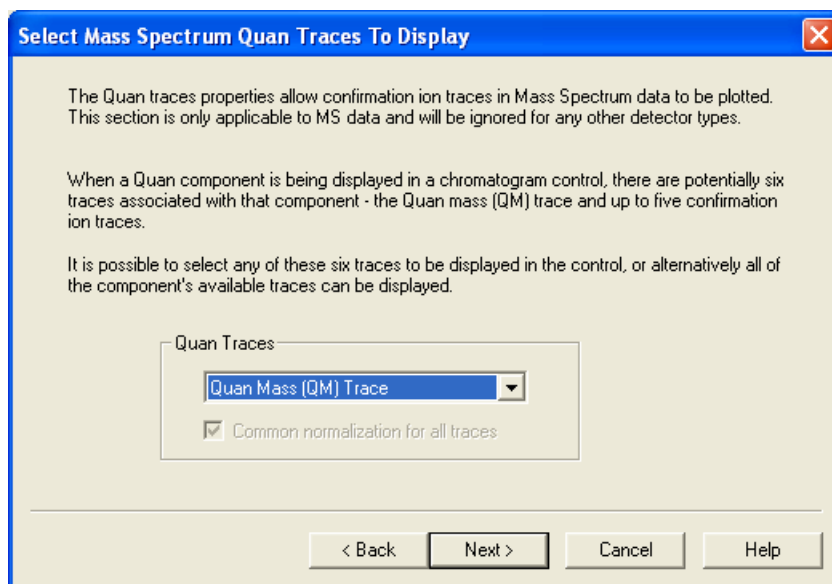 Select Mass Spectrum Quan Traces To Display
The Quan traces properties allow confirmation ion traces in Mass Spectrum data to be plotted.
This section is only applicable to MS data and will be ignored for any other detector types.
When a Quan component is being displayed in a chromatogram control, there are potentially six
traces associated with that component - the Quan mass (QM) trace and up to five confirmation
ion traces.
It is possible to select any of these six traces to be displayed in the control, or alternatively all of
the component's available traces can be displayed.
Quan Traces
Quan Mass (QM) Trace
Common normalization for all traces
< Back Next > Cancel Help